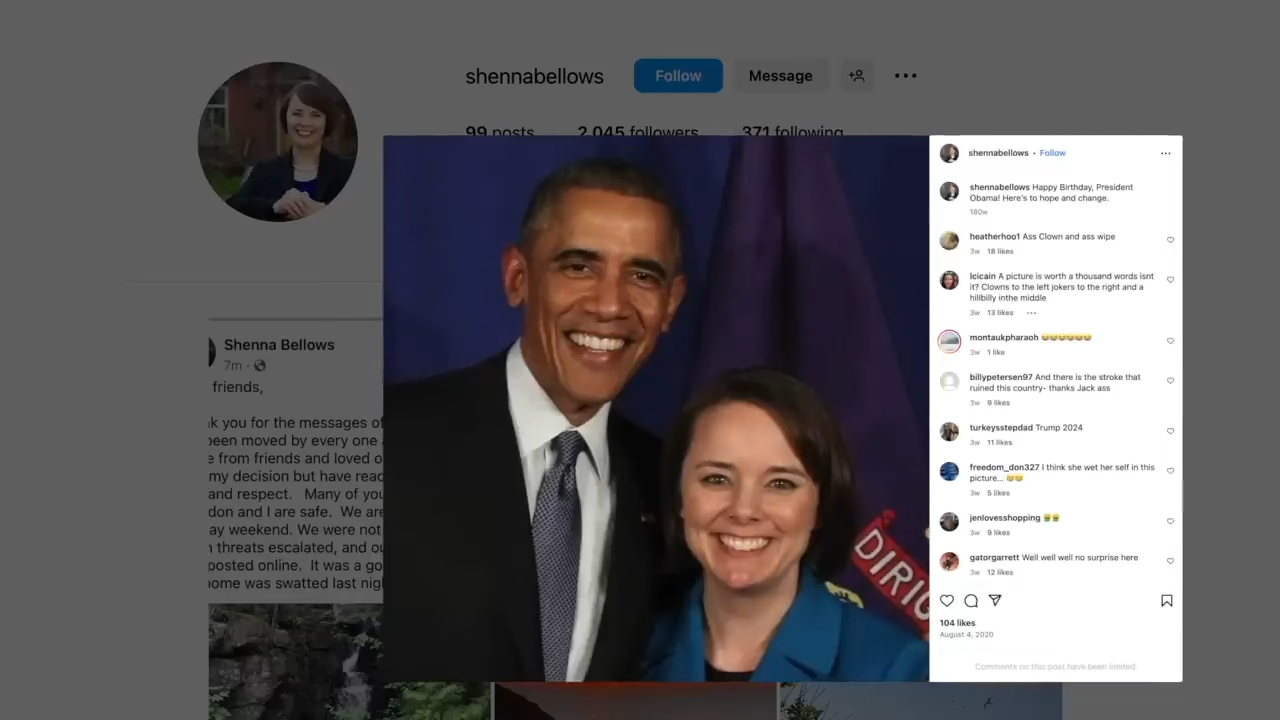 shennabellows Follow Message
99 posts 2,045 followers 371 following
Shenna Bellows
7m
friends,
k you for the messages of
been moved by every one
e from friends and loved o
my decision but have reac
and respect. Many of you
don and I are safe. We are
ay weekend. I was not
threats escalated, and ou
posted online. It
ome was swatted last nig
DIRIG
shennabellows • Follow
shennabellows Happy Birthday, President
Obama! Here's to hope and change.
180w
heatherhoo1 Ass Clown and ass wipe
3w 18 likes
lcicain A picture is worth a thousand words isnt
it? Clowns to the left jokers to the right and a
hillbilly inthe middle
3w 13 likes
montaukpharaoh 😂😂😂😂😂😂
3w 1 like
billypetersen97 And there is the stroke that
ruined this country- thanks Jack ass
3w 9 likes
turkeysstepdad Trump 2024
3w 11 likes
freedom_don327 I think she wet her self in this
picture... 😂😂
3w 5 likes
jenlovesshopping 🤮🤮
3w 9 likes
gatorgarrett Well well well no surprise here
3w 12 likes
104 likes
August 4, 2020
Comments on this post have been limited.